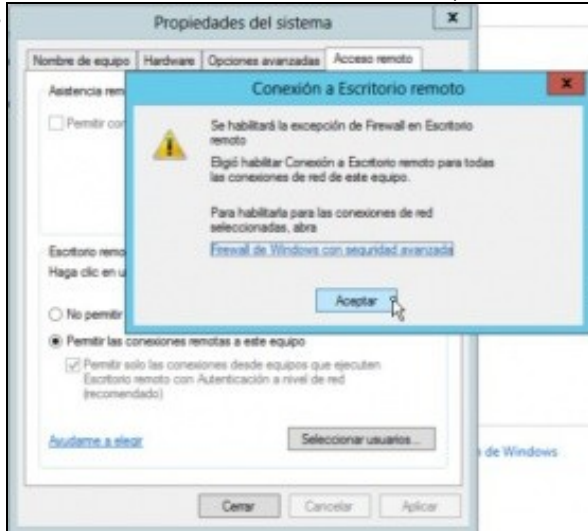 Propiedades del sistema
x
Nombre de equipo Hardware Opciones avanzadas Acceso remoto
Asistencia rem
Permitir con
Conexión a Escritorio remoto
x
Se habilitará la excepción de Firewall en Escritorio
remoto
Eligió habilitar Conexión a Escritorio remoto para todas
las conexiones de red de este equipo.
Para habilitarla para las conexiones de red
seleccionadas, abra
Firewall de Windows con seguridad avanzada
Aceptar
Escritorio remo
Haga clic en u
No permitir
Permitir las conexiones remotas a este equipo
Permitir solo las conexiones desde equipos que ejecuten
Escritorio remoto con Autenticación a nivel de red
(recomendado)
Ayudarme a elegir
Seleccionar usuarios...
de Windows
Cerrar Cancelar Aplicar